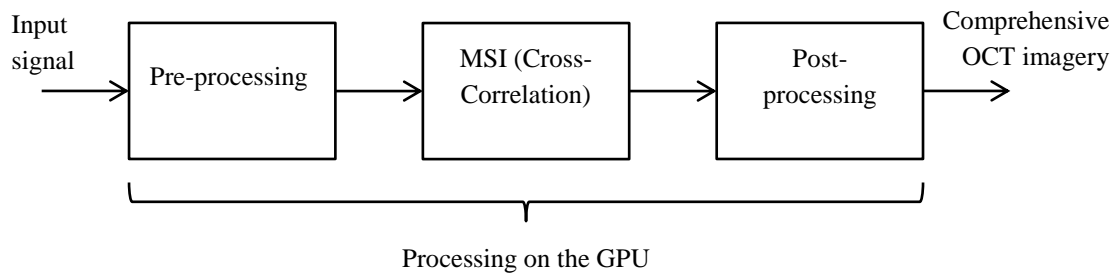 Input
signal
Pre-processing
MSI (Cross-
Correlation)
Post-
processing
Comprehensive
OCT imagery
Processing on the GPU